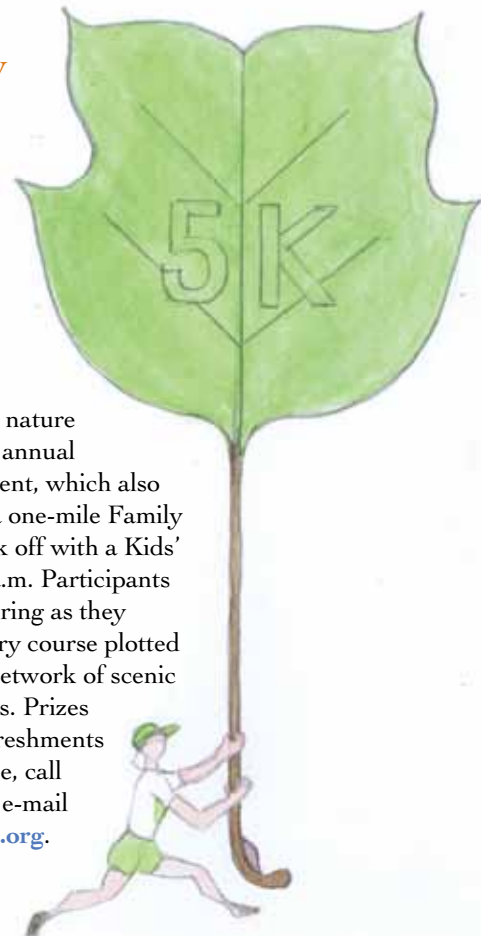 y
5K
nature
annual
ent, which also
one-mile Family
k off with a Kids'
.m. Participants
ring as they
ry course plotted
etwork of scenic
s. Prizes
reshments
e, call
e-mail
.org.